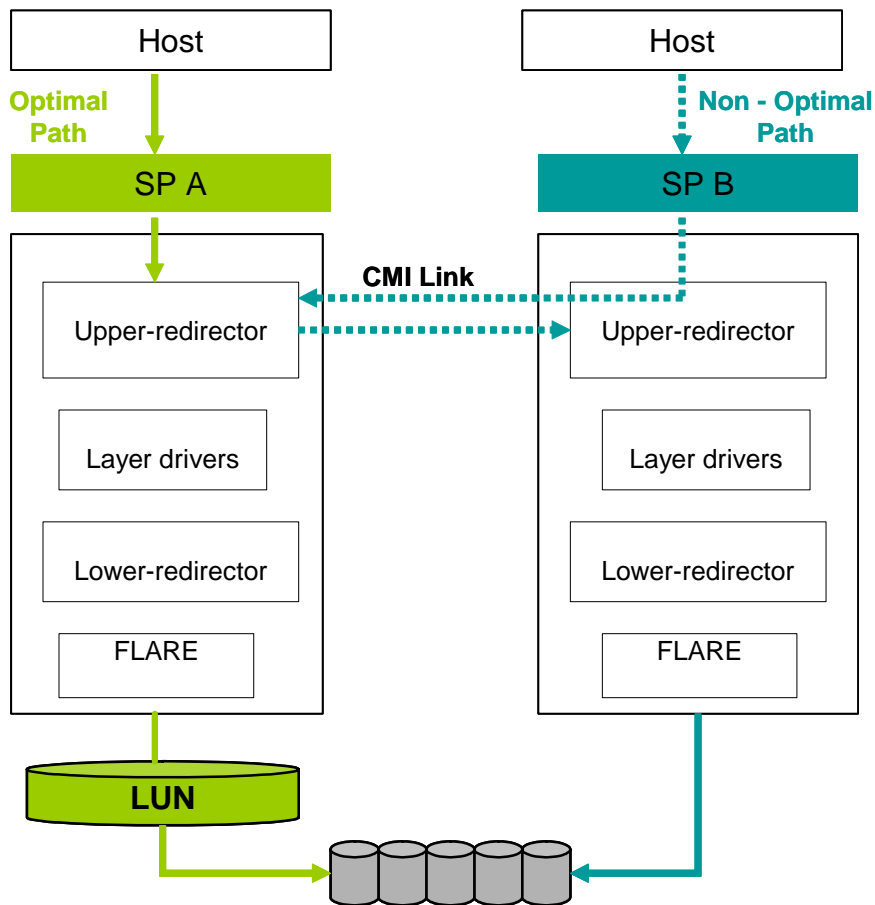 Host
Host
Optimal
Path
Non - Optimal
Path
SP A
SP B
CMI Link
Upper-redirector
Upper-redirector
Layer drivers
Layer drivers
Lower-redirector
Lower-redirector
FLARE
FLARE
LUN